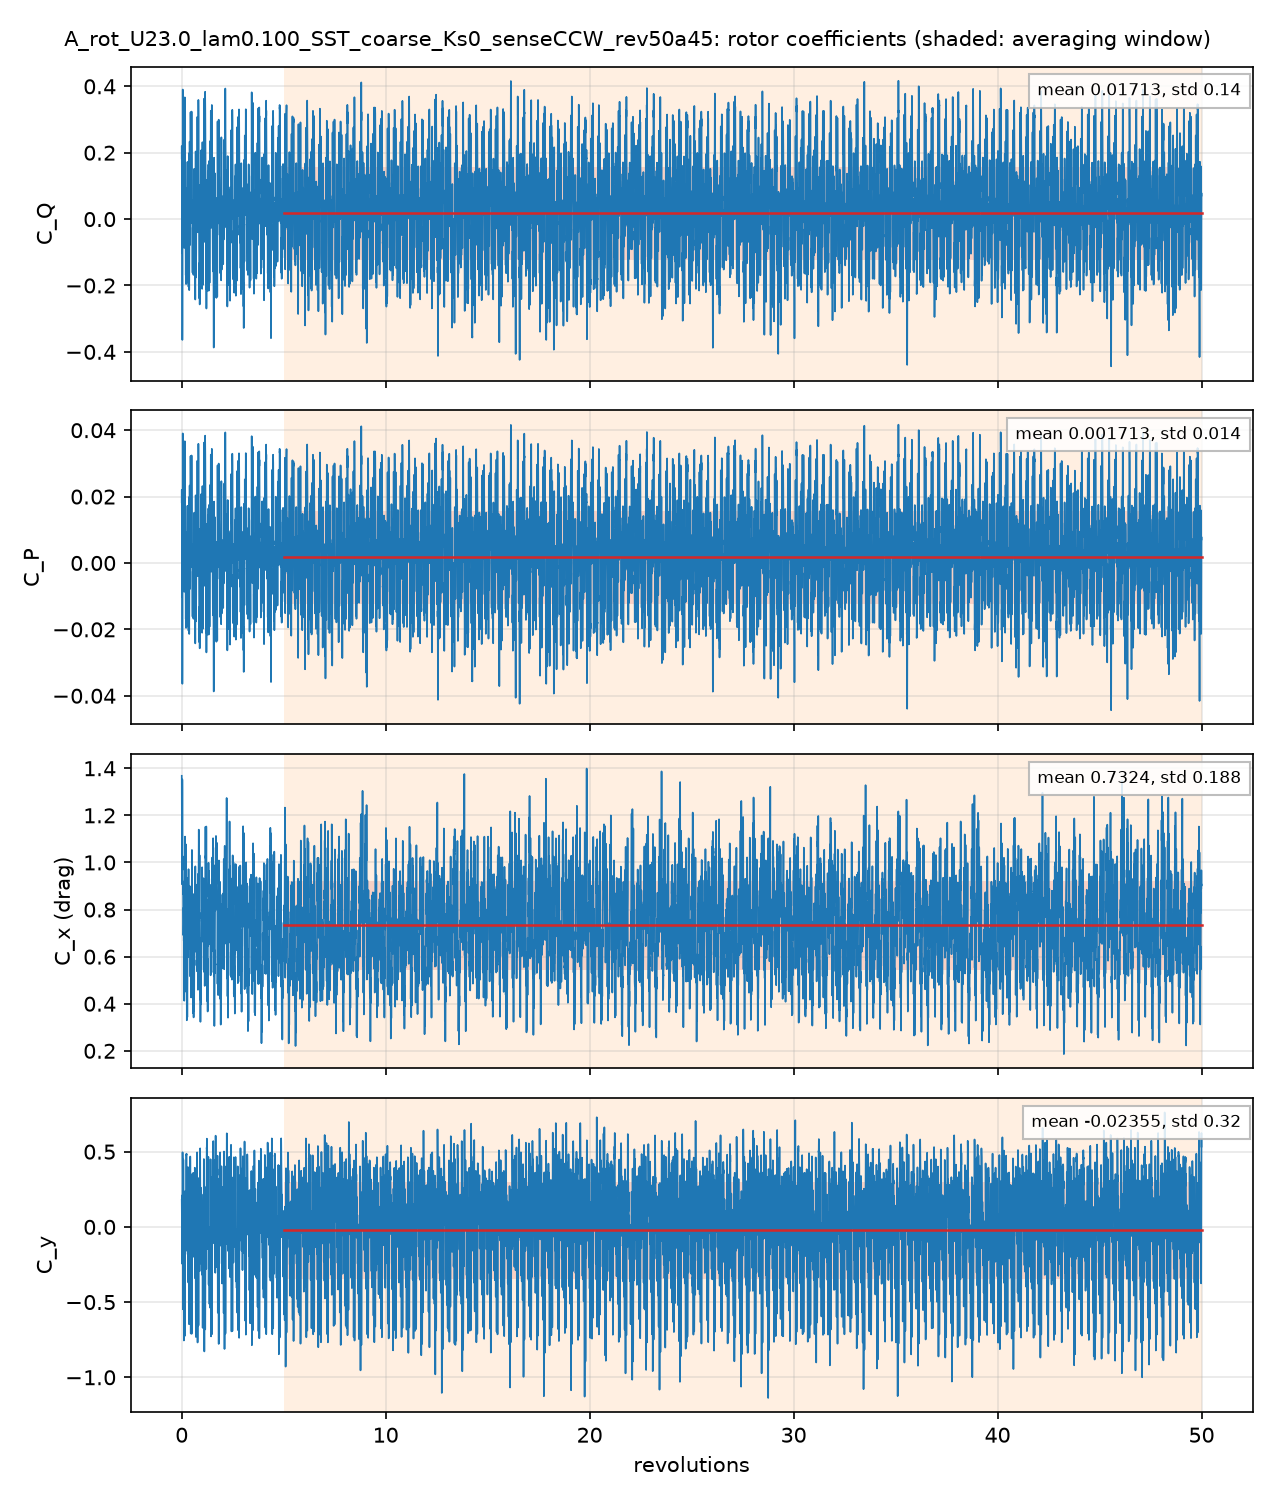 A_rot_U23.0_lam0.100_SST_coarse_Ks0_senseCCW_rev50a45: rotor coefficients (shaded: averaging window)
mean 0.01713, std 0.14
0.4
0.2
0.0
−0.2
−0.4
C_Q
mean 0.001713, std 0.014
0.04
0.02
0.00
−0.02
−0.04
C_P
mean 0.7324, std 0.188
1.4
1.2
1.0
0.8
0.6
0.4
0.2
C_x (drag)
mean -0.02355, std 0.32
0.5
0.0
−0.5
−1.0
C_y
0 10 20 30 40 50
revolutions